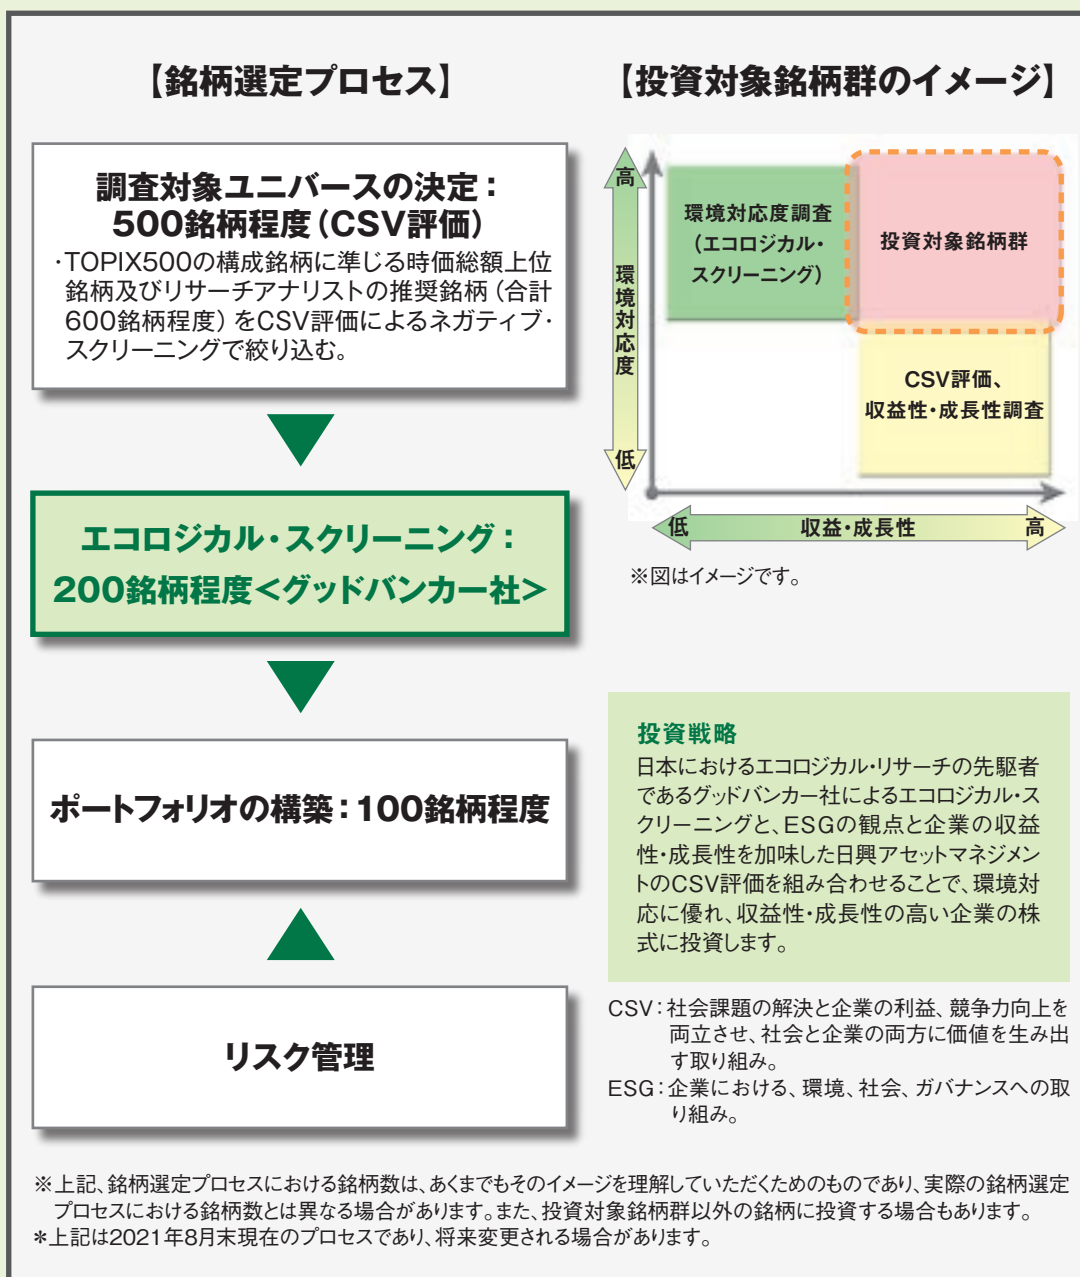 【銘柄選定プロセス】
調査対象ユニバースの決定：
500銘柄程度（CSV評価）
・TOPIX500の構成銘柄に準じる時価総額上位
銘柄及びリサーチアナリストの推奨銘柄（合計
600銘柄程度）をCSV評価によるネガティブ・
スクリーニングで絞り込む。
エコロジカル・スクリーニング：
200銘柄程度＜グッドバンカー社＞
ポートフォリオの構築：100銘柄程度
リスク管理
【投資対象銘柄群のイメージ】
高
環境対応度
低
環境対応度調査
（エコロジカル・
スクリーニング）
投資対象銘柄群
CSV評価、
収益性・成長性調査
低 収益・成長性 高
※図はイメージです。
投資戦略
日本におけるエコロジカル・リサーチの先駆者
であるグッドバンカー社によるエコロジカル・ス
クリーニングと、ESGの観点と企業の収益
性・成長性を加味した日興アセットマネジメン
トのCSV評価を組み合わせることで、環境対
応に優れ、収益性・成長性の高い企業の株
式に投資します。
CSV：社会課題の解決と企業の利益、競争力向上を
両立させ、社会と企業の両方に価値を生み出
す取り組み。
ESG：企業における、環境、社会、ガバナンスへの取
り組み。
※上記、銘柄選定プロセスにおける銘柄数は、あくまでもそのイメージを理解していただくためのものであり、実際の銘柄選定
プロセスにおける銘柄数とは異なる場合があります。また、投資対象銘柄群以外の銘柄に投資する場合もあります。
＊上記は2021年8月末現在のプロセスであり、将来変更される場合があります。